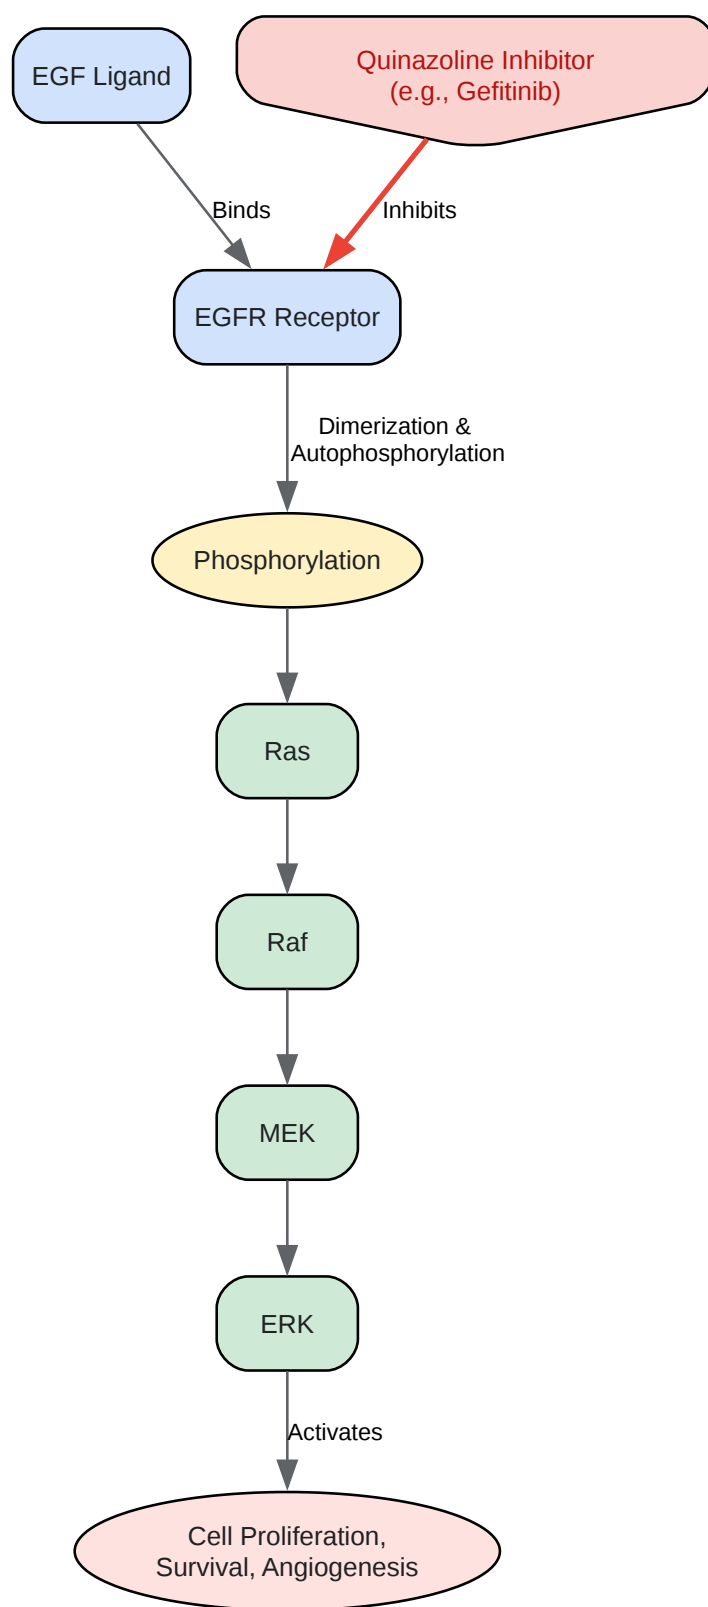 EGF Ligand
Quinazoline Inhibitor
(e.g., Gefitinib)
Binds
Inhibits
EGFR Receptor
Dimerization &
Autophosphorylation
Phosphorylation
Ras
Raf
MEK
ERK
Activates
Cell Proliferation,
Survival, Angiogenesis